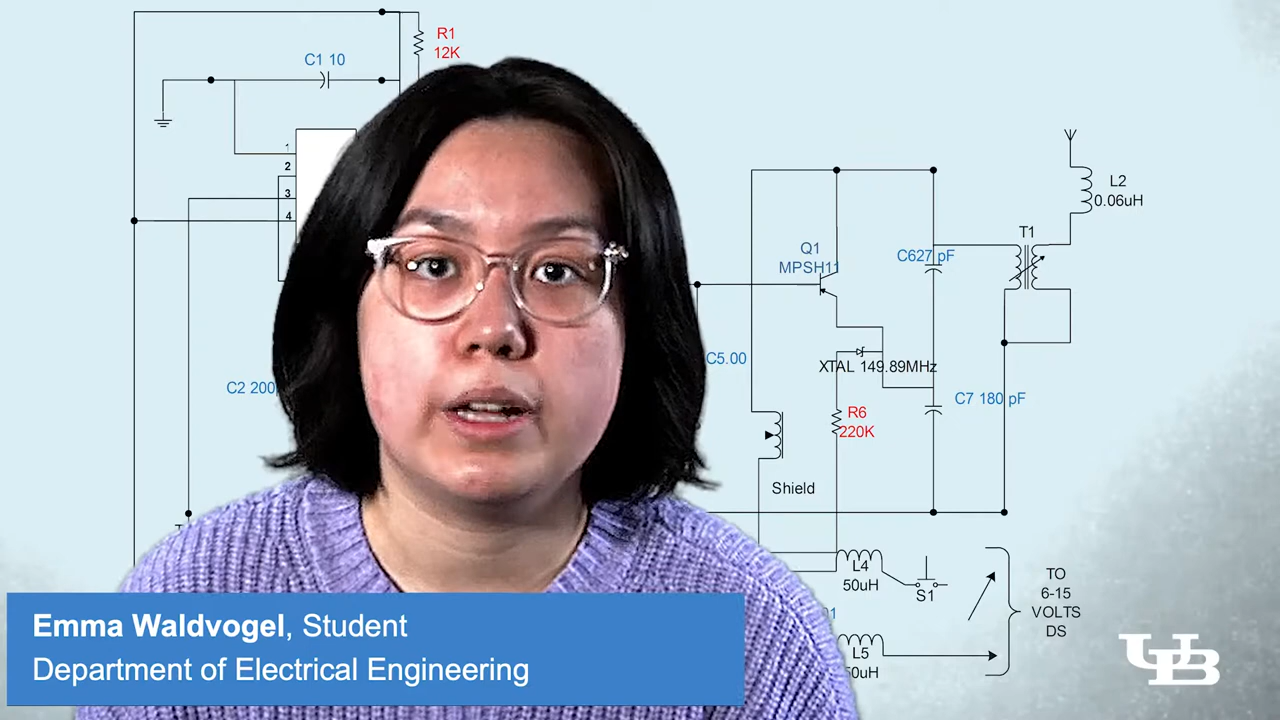 R1
12K
C1 10
1
2
3
4
L2
0.06uH
T1
Q1
MPSH11
C627 pF
C5.00
XTAL 149.89MHz
C2 200
C7 180 pF
R6
220K
Shield
L4
50uH
S1
TO
6-15
VOLTS
DS
L5
Emma Waldvogel, Student
Department of Electrical Engineering
UB